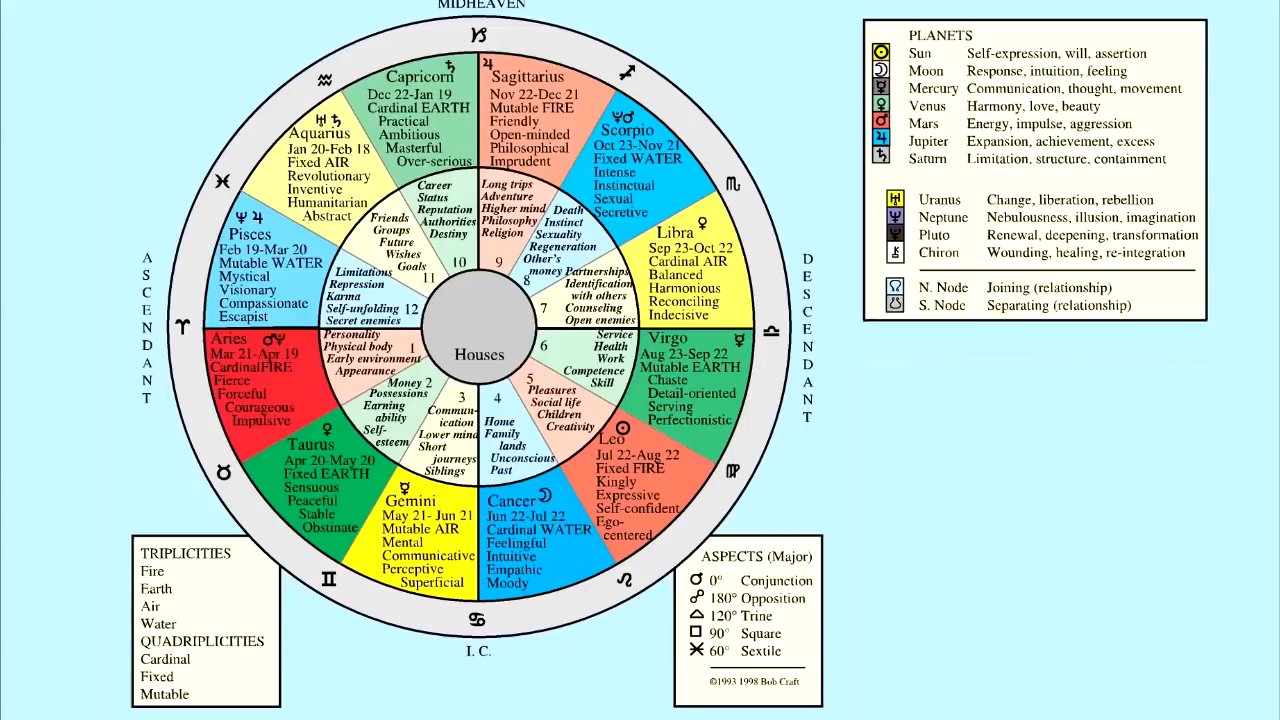 MIDHEAVEN
Capricorn
Dec 22-Jan 19
Cardinal EARTH
Practical
Ambitious
Masterful
Over-serious
Sagittarius
Nov 22-Dec 21
Mutable FIRE
Friendly
Open-minded
Philosophical
Imprudent
Scorpio
Oct 23-Nov 21
Fixed WATER
Intense
Instinctual
Sexual
Secretive
Libra
Sep 23-Oct 22
Cardinal AIR
Balanced
Harmonious
Reconciling
Indecisive
Virgo
Aug 23-Sep 22
Mutable EARTH
Chaste
Detail-oriented
Serving
Perfectionistic
Leo
Jul 22-Aug 22
Fixed FIRE
Kingly
Expressive
Self-confident
Ego-
centered
Cancer
Jun 22-Jul 22
Cardinal WATER
Feelingful
Intuitive
Empathic
Moody
Gemini
May 21- Jun 21
Mutable AIR
Mental
Communicative
Perceptive
Superficial
Taurus
Apr 20-May 20
Fixed EARTH
Sensuous
Peaceful
Stable
Obstinate
Aries
Mar 21-Apr 19
CardinalFIRE
Fierce
Forceful
Courageous
Impulsive
Pisces
Feb 19-Mar 20
Mutable WATER
Mystical
Visionary
Compassionate
Escapist
Aquarius
Jan 20-Feb 18
Fixed AIR
Revolutionary
Inventive
Humanitarian
Abstract
Career
Status
Reputation
Authorities
Destiny
10
Long trips
Adventure
Higher mind
Philosophy
Religion
9
Death
Instinct
Sexuality
Regeneration
Other's
money
8
Partnerships
Identification
with others
Counseling
Open enemies
7
Service
Health
Work
Competence
Skill
6
5
Pleasures
Social life
Children
Creativity
4
Home
Family
lands
Unconscious
Past
3
Commun-
ication
Lower mind
Short
journeys
Siblings
Money 2
Possessions
Earning
ability
Self-
esteem
Personality
Physical body
Early environment
Appearance
1
Limitations
Repression
Karma
Self-unfolding
Secret enemies
12
Friends
Groups
Future
Wishes
Goals
11
Houses
ASCENDANT
DESCENDANT
I. C.
PLANETS
Sun Self-expression, will, assertion
Moon Response, intuition, feeling
Mercury Communication, thought, movement
Venus Harmony, love, beauty
Mars Energy, impulse, aggression
Jupiter Expansion, achievement, excess
Saturn Limitation, structure, containment
Uranus Change, liberation, rebellion
Neptune Nebulousness, illusion, imagination
Pluto Renewal, deepening, transformation
Chiron Wounding, healing, re-integration
N. Node Joining (relationship)
S. Node Separating (relationship)
TRIPLICITIES
Fire
Earth
Air
Water
QUADRIPLICITIES
Cardinal
Fixed
Mutable
ASPECTS (Major)
0° Conjunction
180° Opposition
120° Trine
90° Square
60° Sextile
©1993 1998 Bob Craft